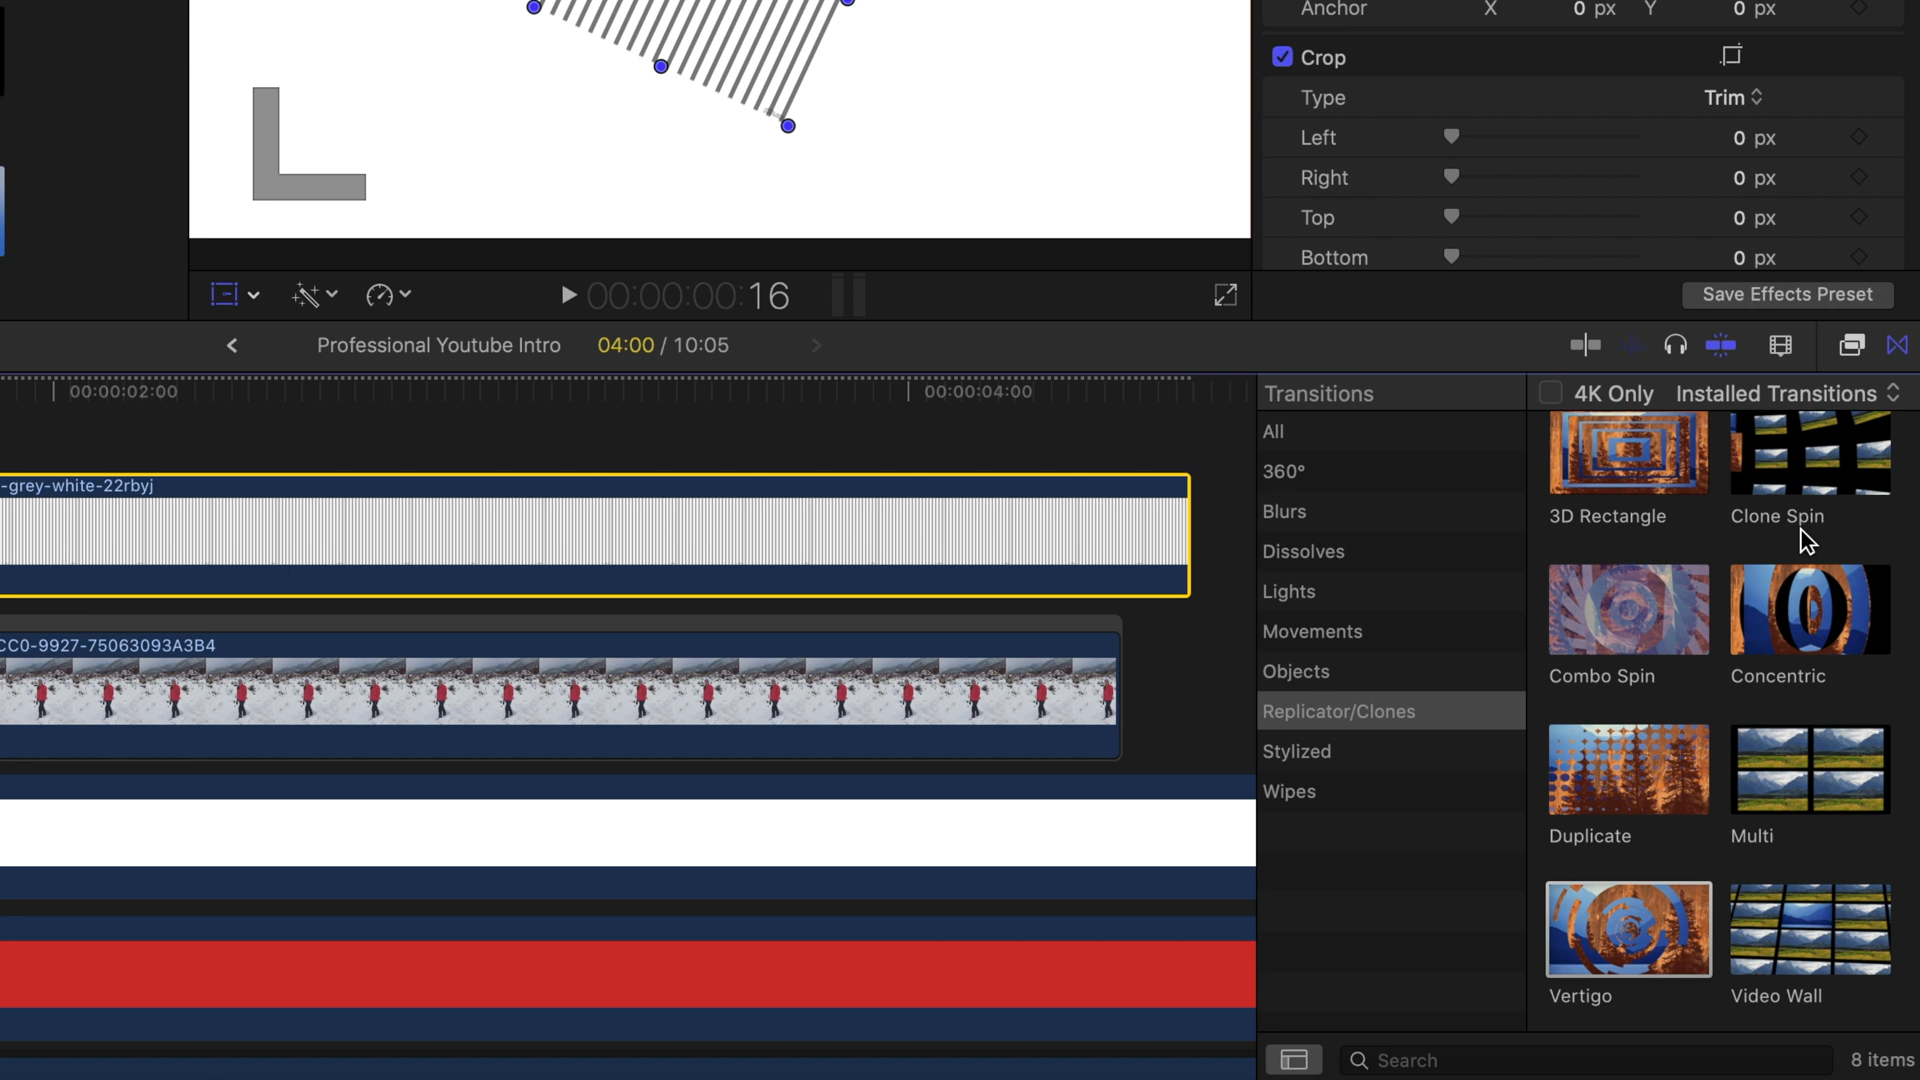 Anchor X 0 px Y 0 px
Crop
Type Trim
Left 0 px
Right 0 px
Top 0 px
Bottom 0 px
00:00:00:16
Save Effects Preset
Professional Youtube Intro 04:00 / 10:05
00:00:02:00 00:00:04:00
Transitions
4K Only Installed Transitions
All
360°
Blurs
Dissolves
Lights
Movements
Objects
Replicator/Clones
Stylized
Wipes
3D Rectangle Clone Spin
Combo Spin Concentric
Duplicate Multi
Vertigo Video Wall
-grey-white-22rbyj
CC0-9927-75063093A3B4
Search 8 items